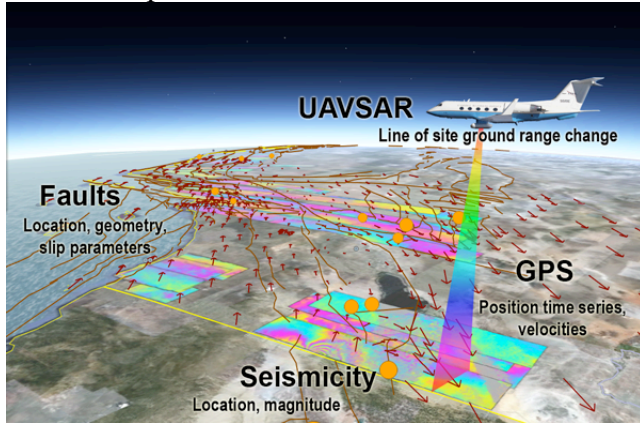 UAVSAR
Line of site ground range change
Faults
Location, geometry,
slip parameters
GPS
Position time series,
velocities
Seismicity
Location, magnitude